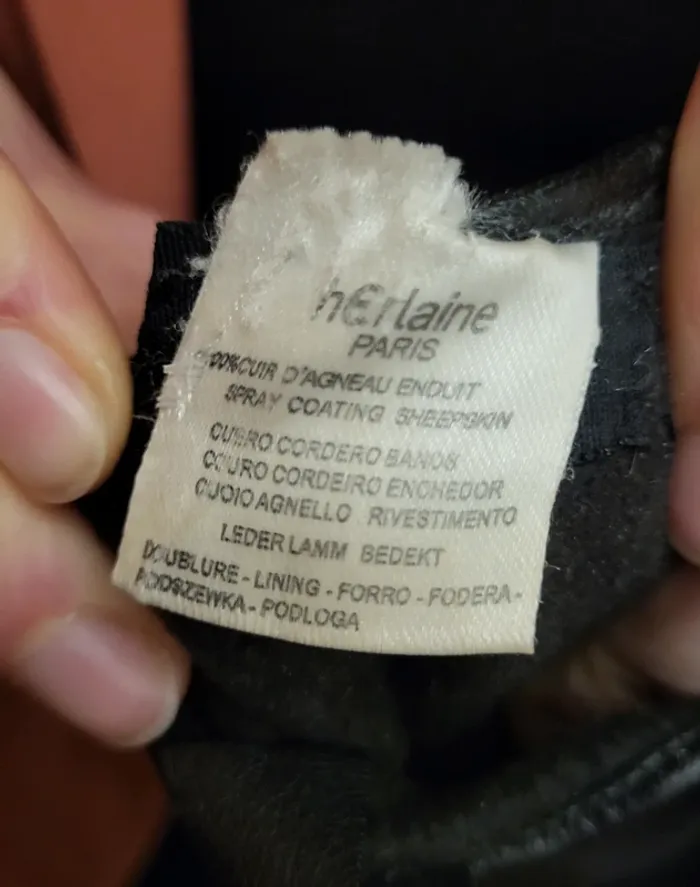 hErlaine
PARIS
100%CUIR D'AGNEAU ENDUIT
SPRAY COATING SHEEPSKIN
CUERO CORDERO BANOS
COURO CORDEIRO ENCHEDOR
CUOIO AGNELLO RIVESTIMENTO
LEDER LAMM BEDEKT
DOUBLURE - LINING - FORRO - FODERA -
PODSZEWKA - PODLOGA